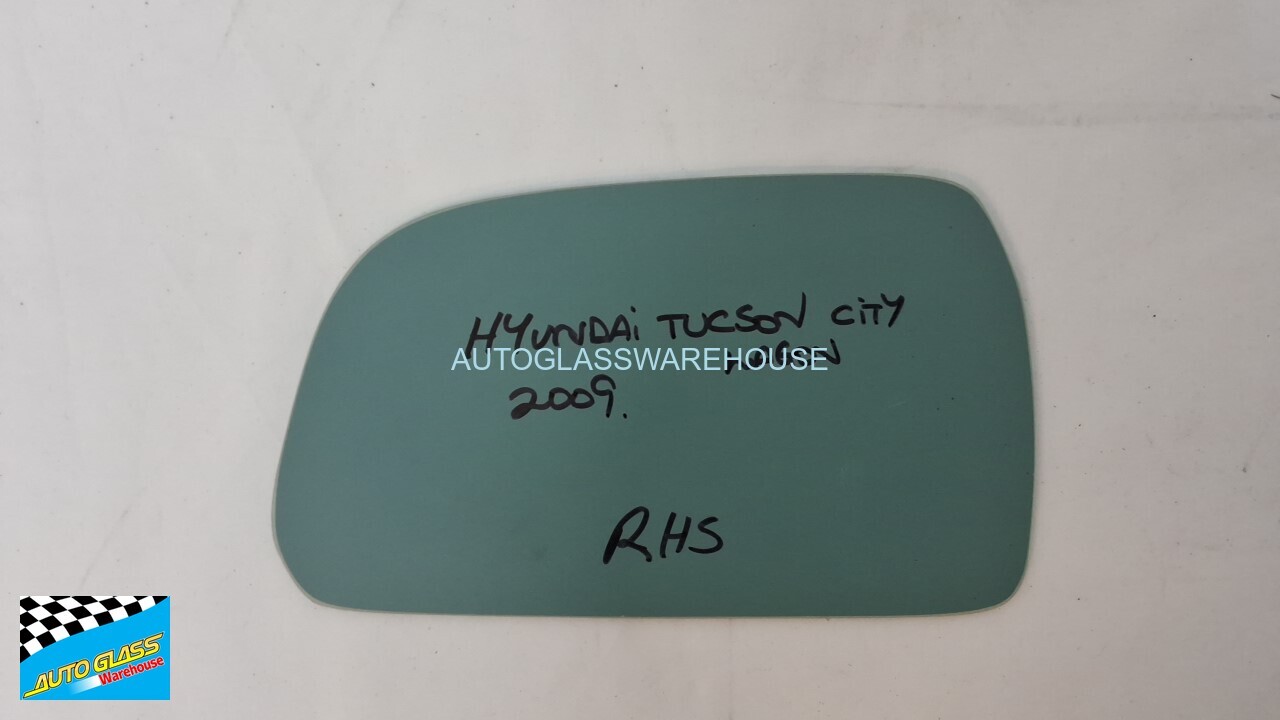 HYUNDAi TUCSON CiTY
AUTOGLASSWAREHOUSE
2009.
RHS
AUTO GLASS
Warehouse